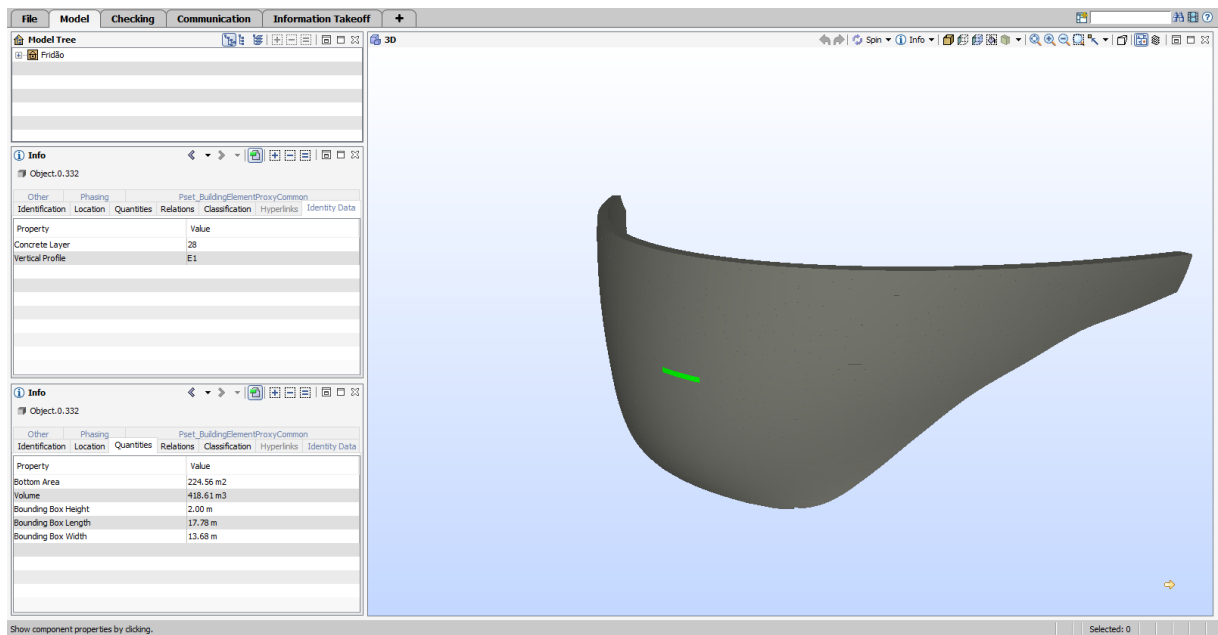 File Model Checking Communication Information Takeoff +
Model Tree
Fridão
3D
Spin Info
Info
Object.0.332
Other Phasing Pset_BuildingElementProxyCommon
Identification Location Quantities Relations Classification Hyperlinks Identity Data
Property Value
Concrete Layer 28
Vertical Profile E1
Info
Object.0.332
Other Phasing Pset_BuildingElementProxyCommon
Identification Location Quantities Relations Classification Hyperlinks Identity Data
Property Value
Bottom Area 224.56 m2
Volume 418.61 m3
Bounding Box Height 2.00 m
Bounding Box Length 17.78 m
Bounding Box Width 13.68 m
Show component properties by clicking. Selected: 0